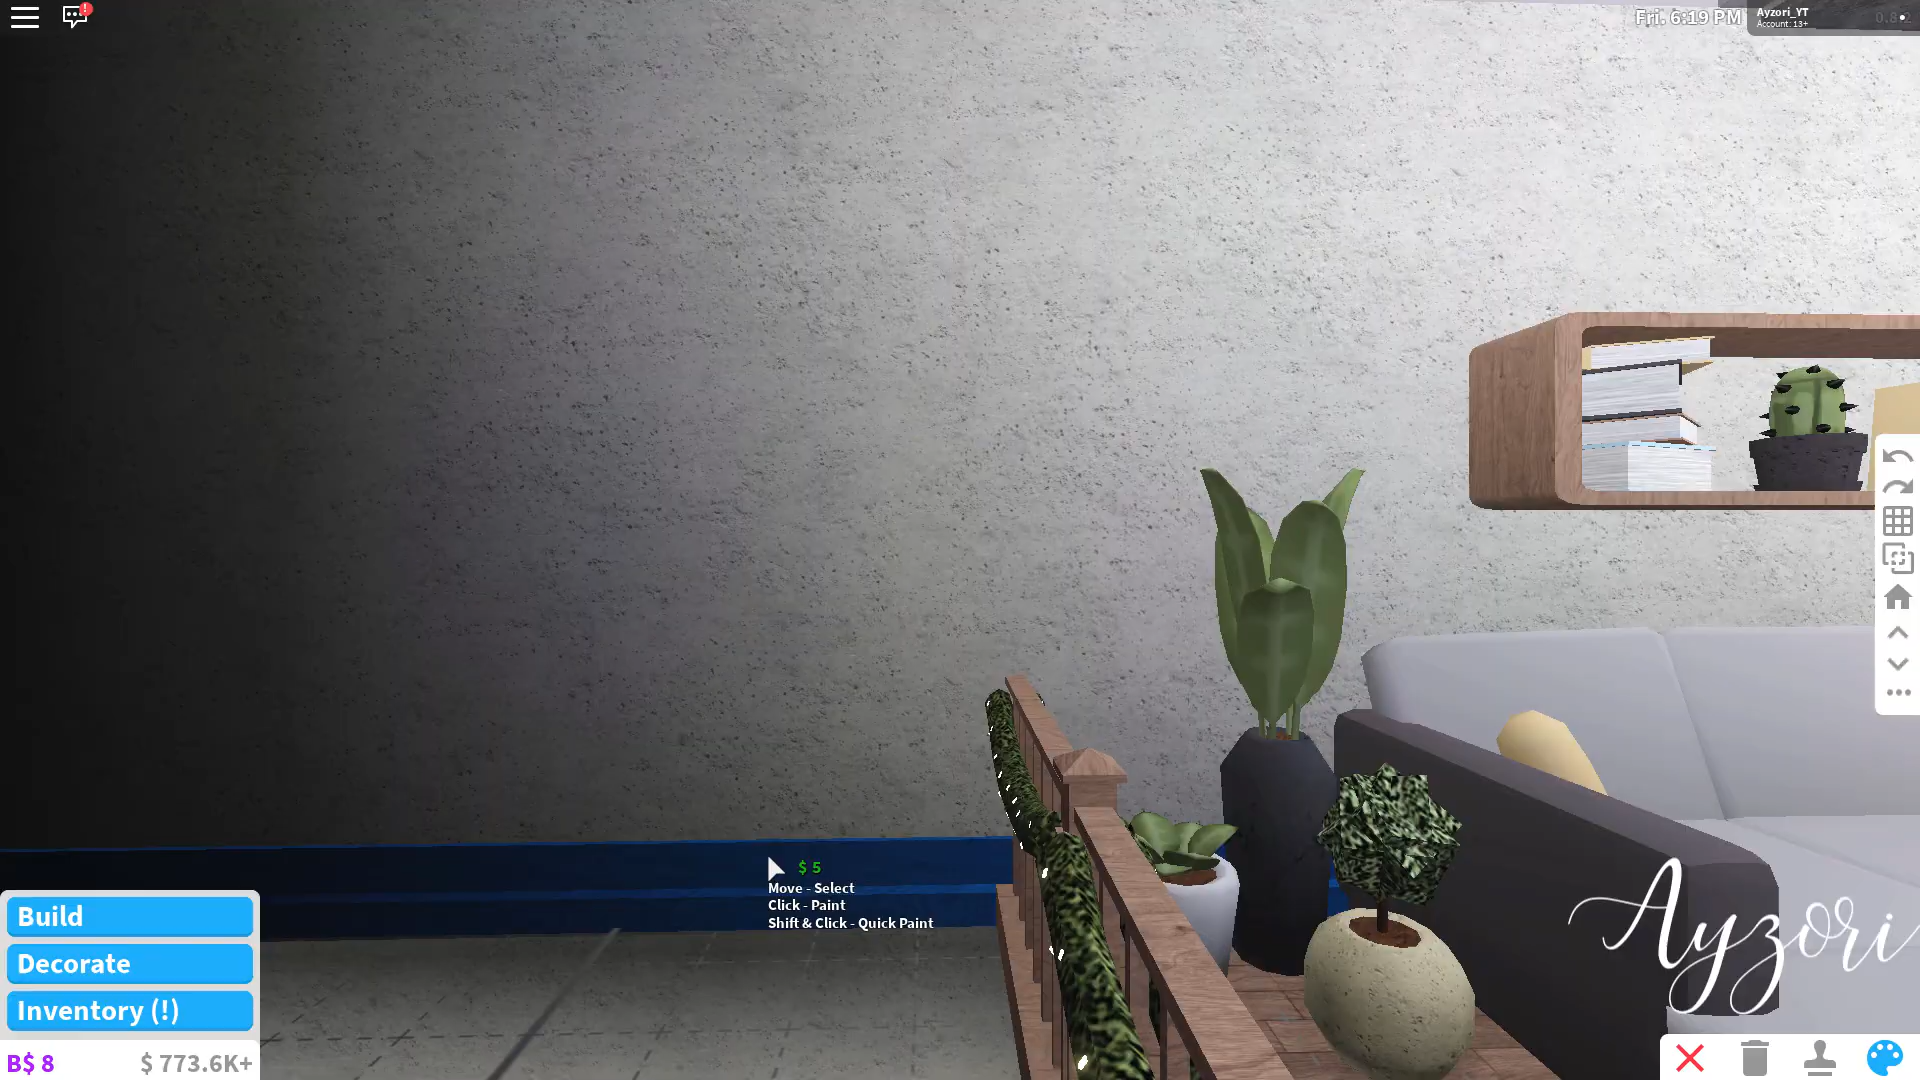 Fri. 6:19 PM
Ayzori_YT
Account: 13+
$ 5
Move - Select
Click - Paint
Shift & Click - Quick Paint
Build
Decorate
Inventory (!)
B$ 8
$ 773.6K+
Ayzori